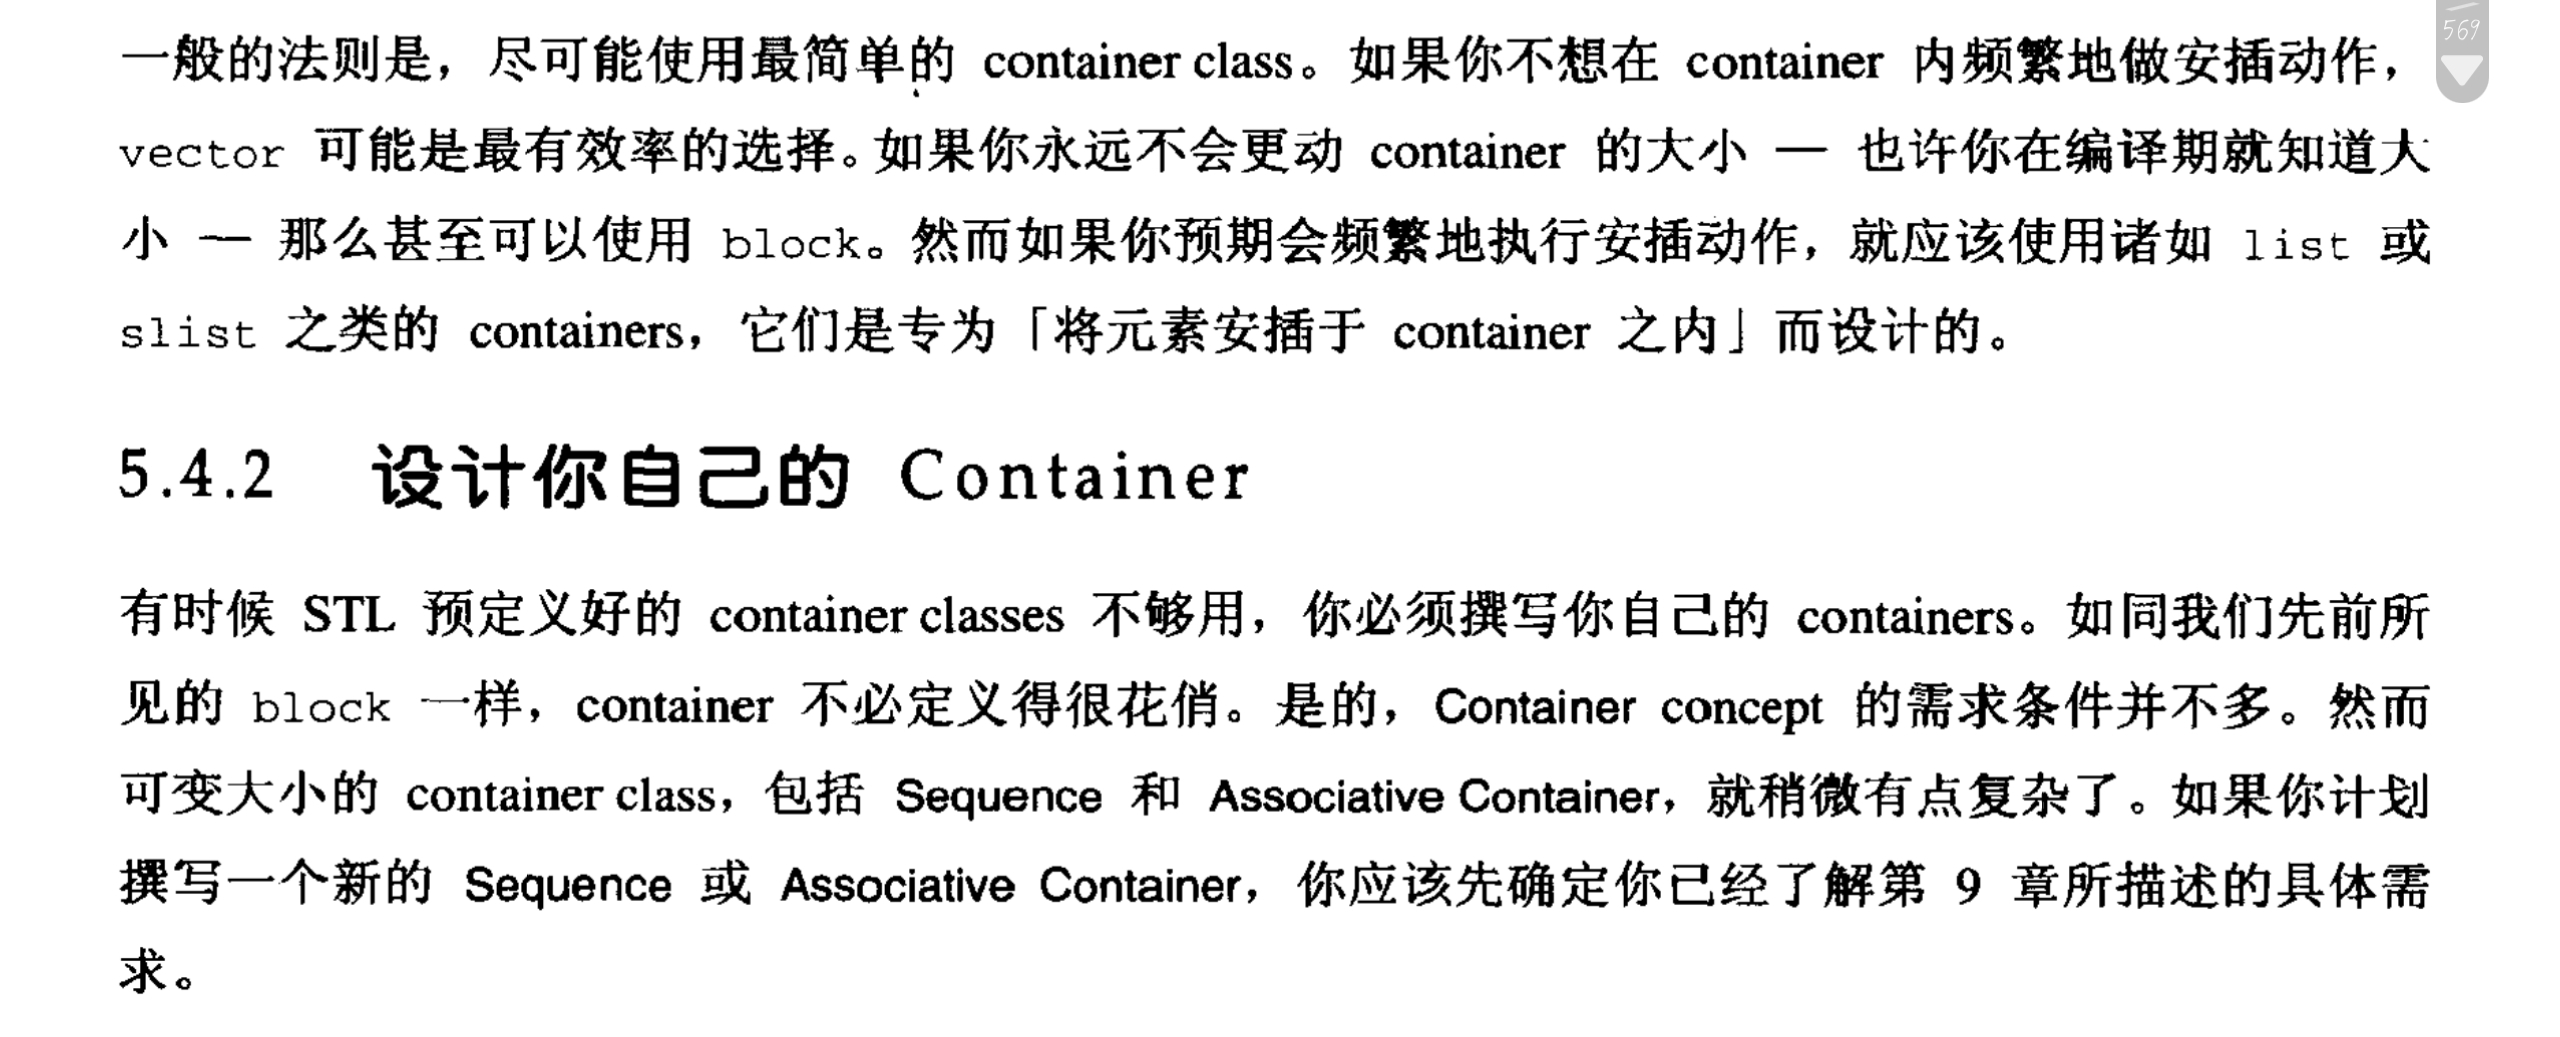 569
一般的法则是，尽可能使用最简单的 container class。如果你不想在 container 内频繁地做安插动作，
vector 可能是最有效率的选择。如果你永远不会更动 container 的大小 — 也许你在编译期就知道大
小 — 那么甚至可以使用 block。然而如果你预期会频繁地执行安插动作，就应该使用诸如 list 或
slist 之类的 containers，它们是专为「将元素安插于 container 之内」而设计的。
5.4.2 设计你自己的 Container
有时候 STL 预定义好的 container classes 不够用，你必须撰写你自己的 containers。如同我们先前所
见的 block 一样，container 不必定义得很花俏。是的，Container concept 的需求条件并不多。然而
可变大小的 container class，包括 Sequence 和 Associative Container，就稍微有点复杂了。如果你计划
撰写一个新的 Sequence 或 Associative Container，你应该先确定你已经了解第 9 章所描述的具体需
求。